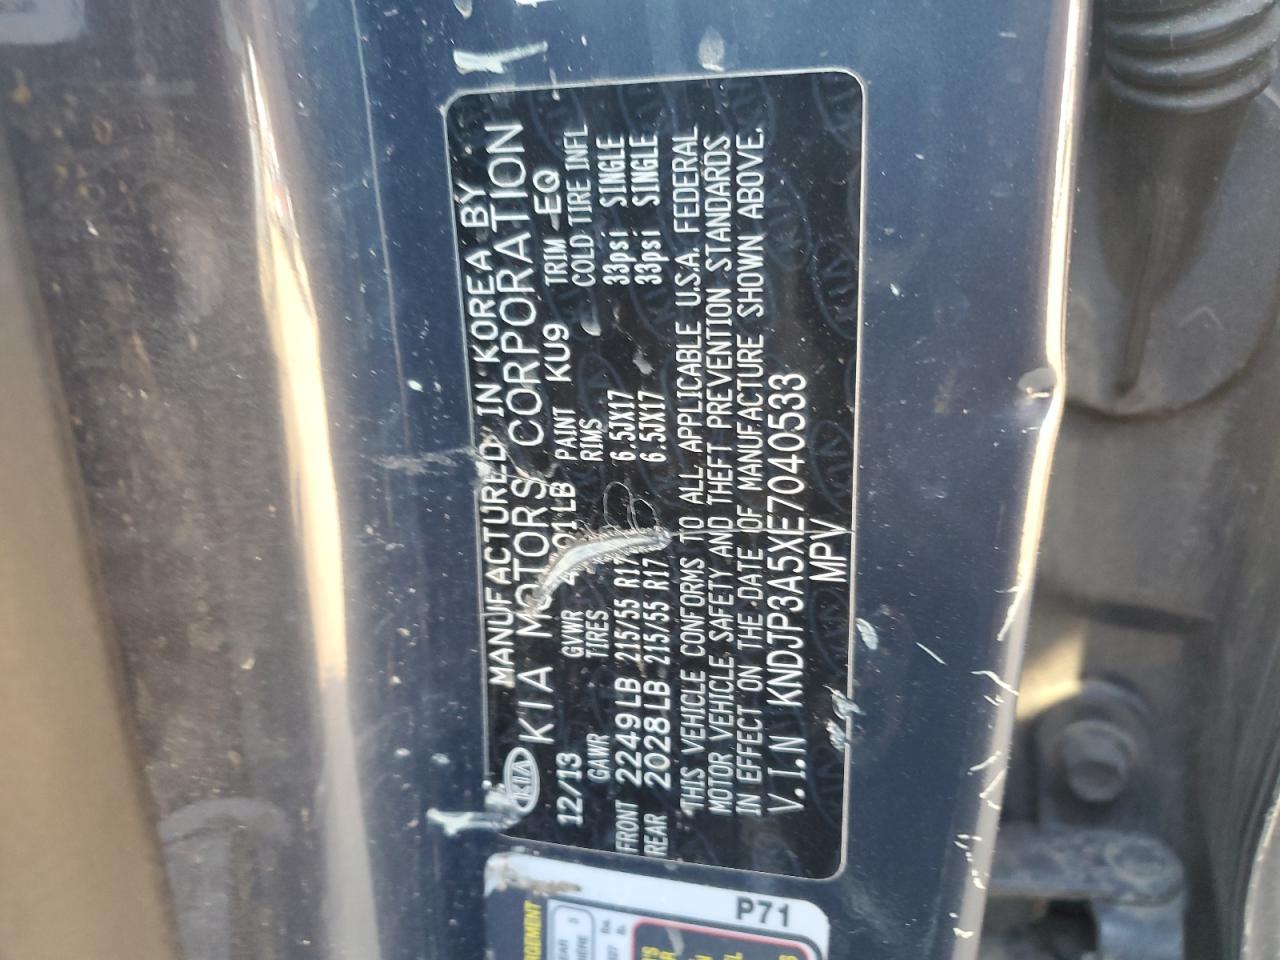 MANUFACTURED IN KOREA BY
KIA KIA MOTORS CORPORATION
12/13 GVWR LB PAINT KU9 TRIM EQ
GAWR TIRES RIMS COLD TIRE INFL
FRONT 2249LB 215/55 R17 6.5JX17 33psi SINGLE
REAR 2028LB 215/55 R17 6.5JX17 33psi SINGLE
THIS VEHICLE CONFORMS TO ALL APPLICABLE U.S.A. FEDERAL
MOTOR VEHICLE SAFETY AND THEFT PREVENTION STANDARDS
IN EFFECT ON THE DATE OF MANUFACTURE SHOWN ABOVE.
V.I.N KNDJP3A5XE7040533
MPV
P71